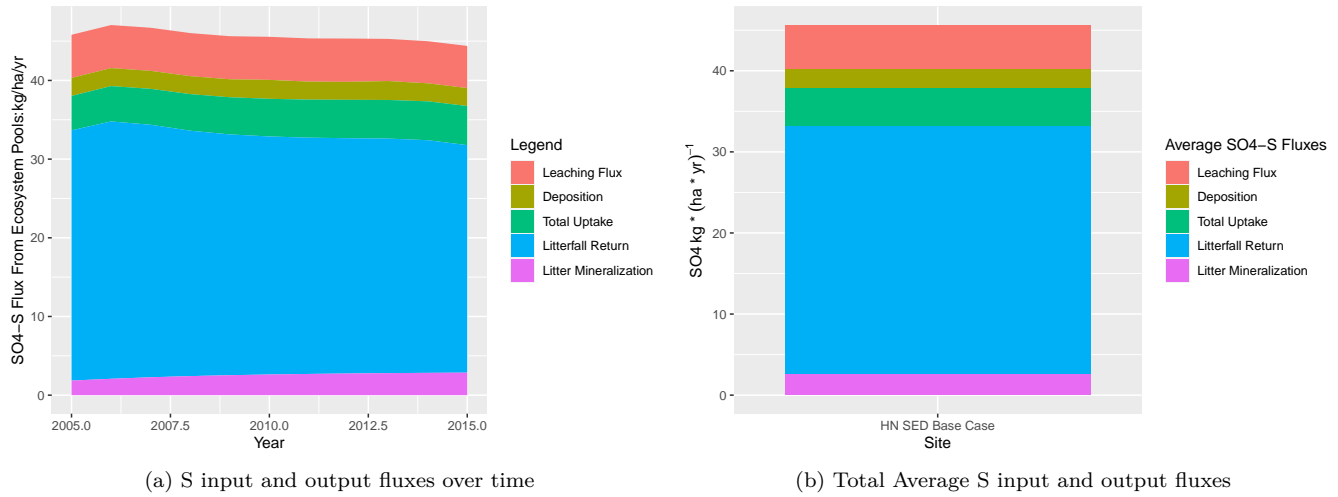 SO4−S Flux From Ecosystem Pools:kg/ha/yr
40
30
20
10
0
2005.0 2007.5 2010.0 2012.5 2015.0
Year
Legend
Leaching Flux
Deposition
Total Uptake
Litterfall Return
Litter Mineralization
(a) S input and output fluxes over time
SO4 kg * (ha * yr)⁻¹
40
30
20
10
0
HN SED Base Case
Site
Average SO4−S Fluxes
Leaching Flux
Deposition
Total Uptake
Litterfall Return
Litter Mineralization
(b) Total Average S input and output fluxes